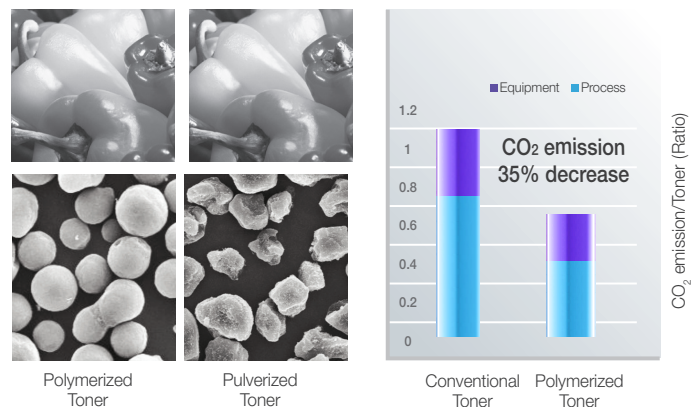 Equipment Process
1.2
1
0.8
0.6
0.4
0.2
0
CO2 emission
35% decrease
CO2 emission/Toner (Ratio)
Polymerized
Toner
Pulverized
Toner
Conventional
Toner
Polymerized
Toner